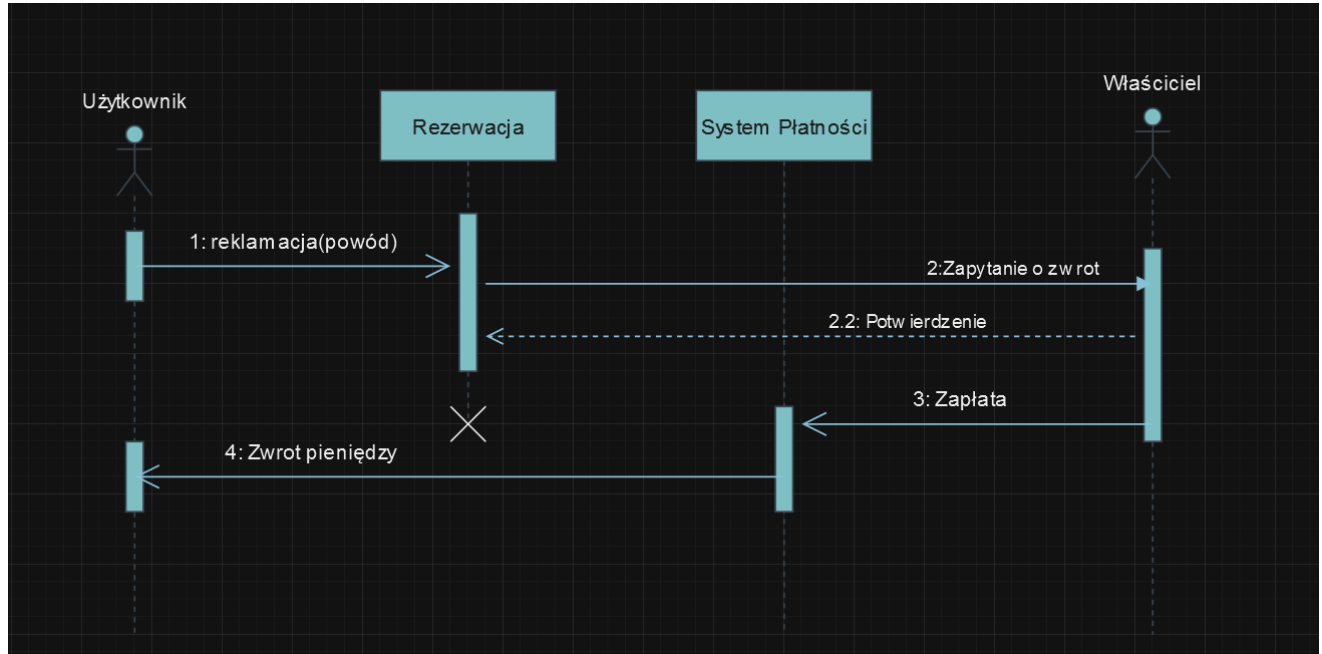 Użytkownik
Rezerwacja
System Płatności
Właściciel
1: reklamacja(powód)
2:Zapytanie o zwrot
2.2: Potwierdzenie
3: Zapłata
4: Zwrot pieniędzy